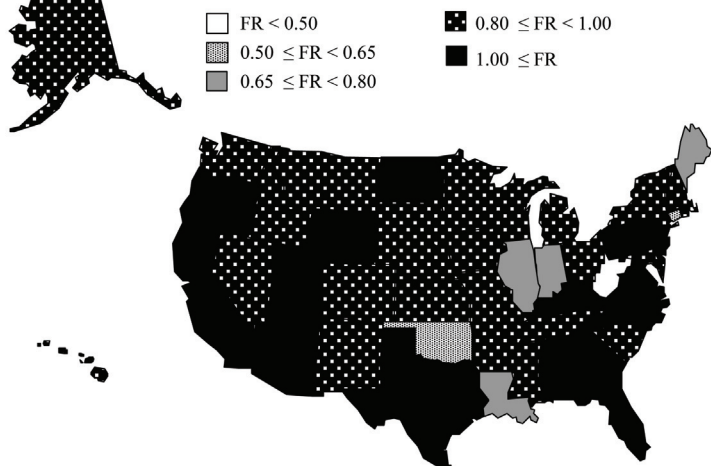 FR < 0.50
0.50 ≤ FR < 0.65
0.65 ≤ FR < 0.80
0.80 ≤ FR < 1.00
1.00 ≤ FR